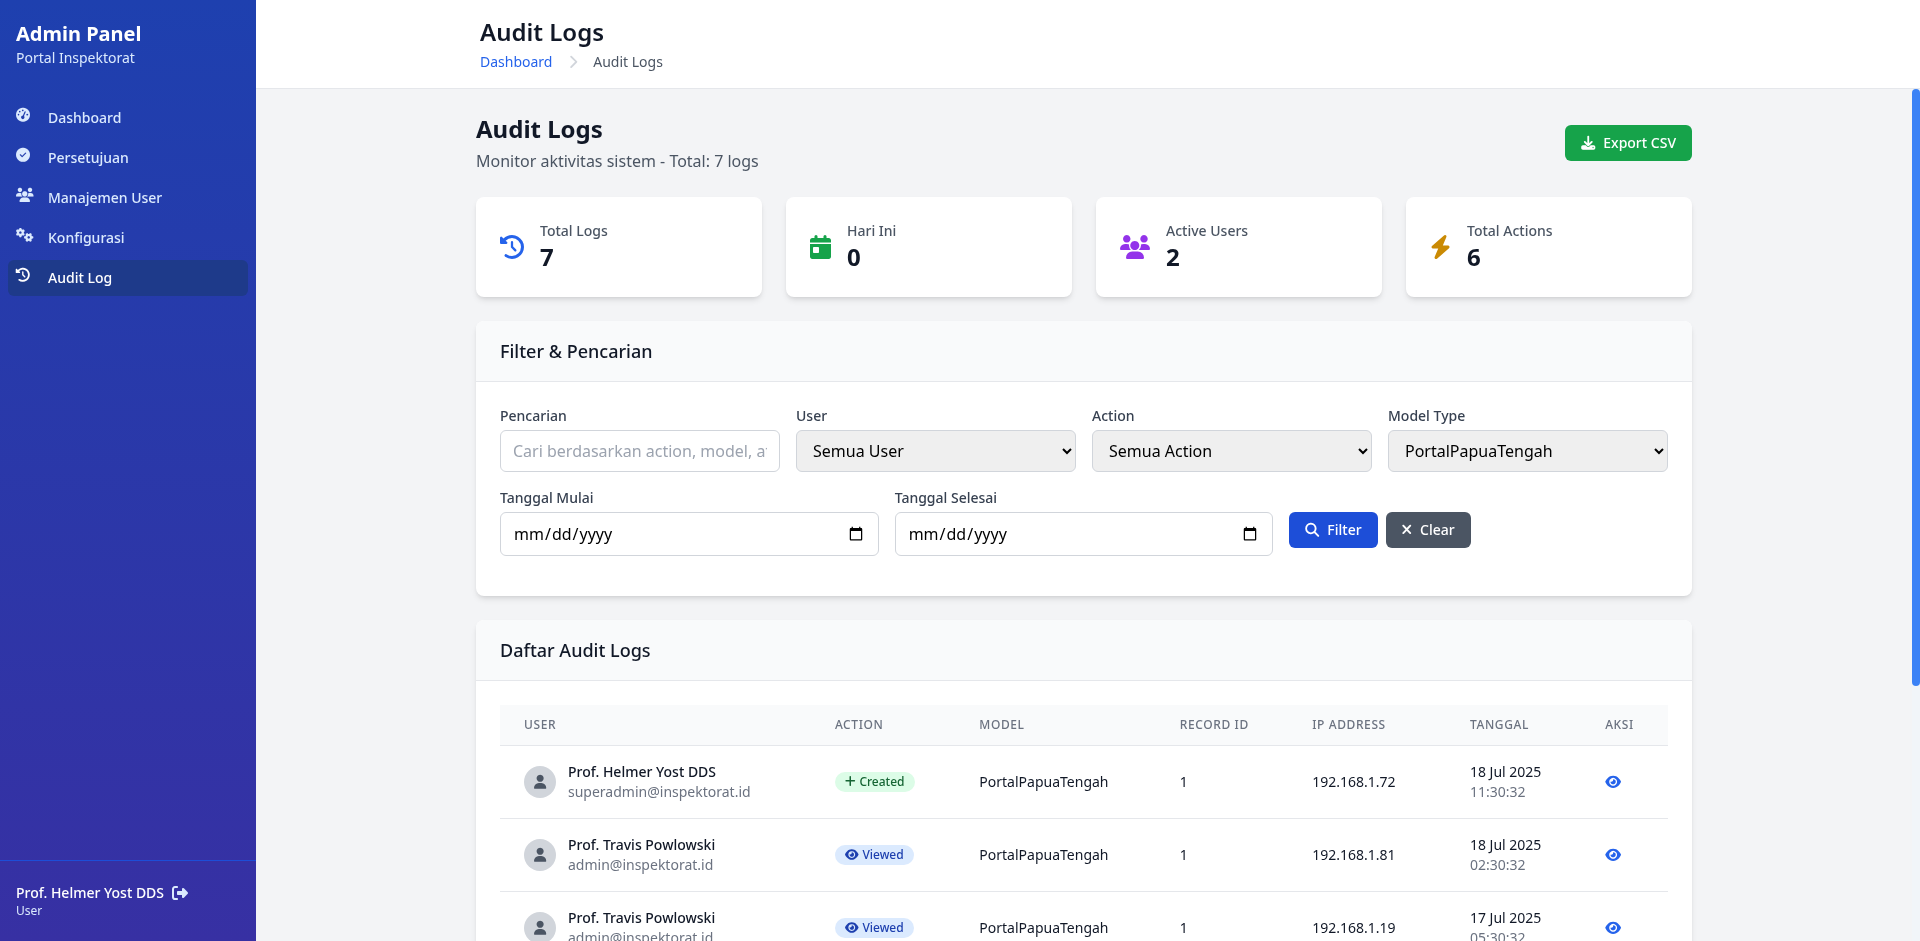 Admin Panel
Portal Inspektorat
Dashboard
Persetujuan
Manajemen User
Konfigurasi
Audit Log
Prof. Helmer Yost DDS
User
Audit Logs
Dashboard
Audit Logs
Audit Logs
Monitor aktivitas sistem - Total: 7 logs
Export CSV
Total Logs
7
Hari Ini
0
Active Users
2
Total Actions
6
Filter & Pencarian
Pencarian
User
Action
Model Type
Cari berdasarkan action, model, a
Semua User
Semua Action
PortalPapuaTengah
Tanggal Mulai
Tanggal Selesai
mm/dd/yyyy
mm/dd/yyyy
Filter
Clear
Daftar Audit Logs
USER ACTION MODEL RECORD ID IP ADDRESS TANGGAL AKSI
Prof. Helmer Yost DDS
superadmin@inspektorat.id
Created
PortalPapuaTengah
1
192.168.1.72
18 Jul 2025
11:30:32
Prof. Travis Powlowski
admin@inspektorat.id
Viewed
PortalPapuaTengah
1
192.168.1.81
18 Jul 2025
02:30:32
Prof. Travis Powlowski
admin@inspektorat.id
Viewed
PortalPapuaTengah
1
192.168.1.19
17 Jul 2025
05:30:32